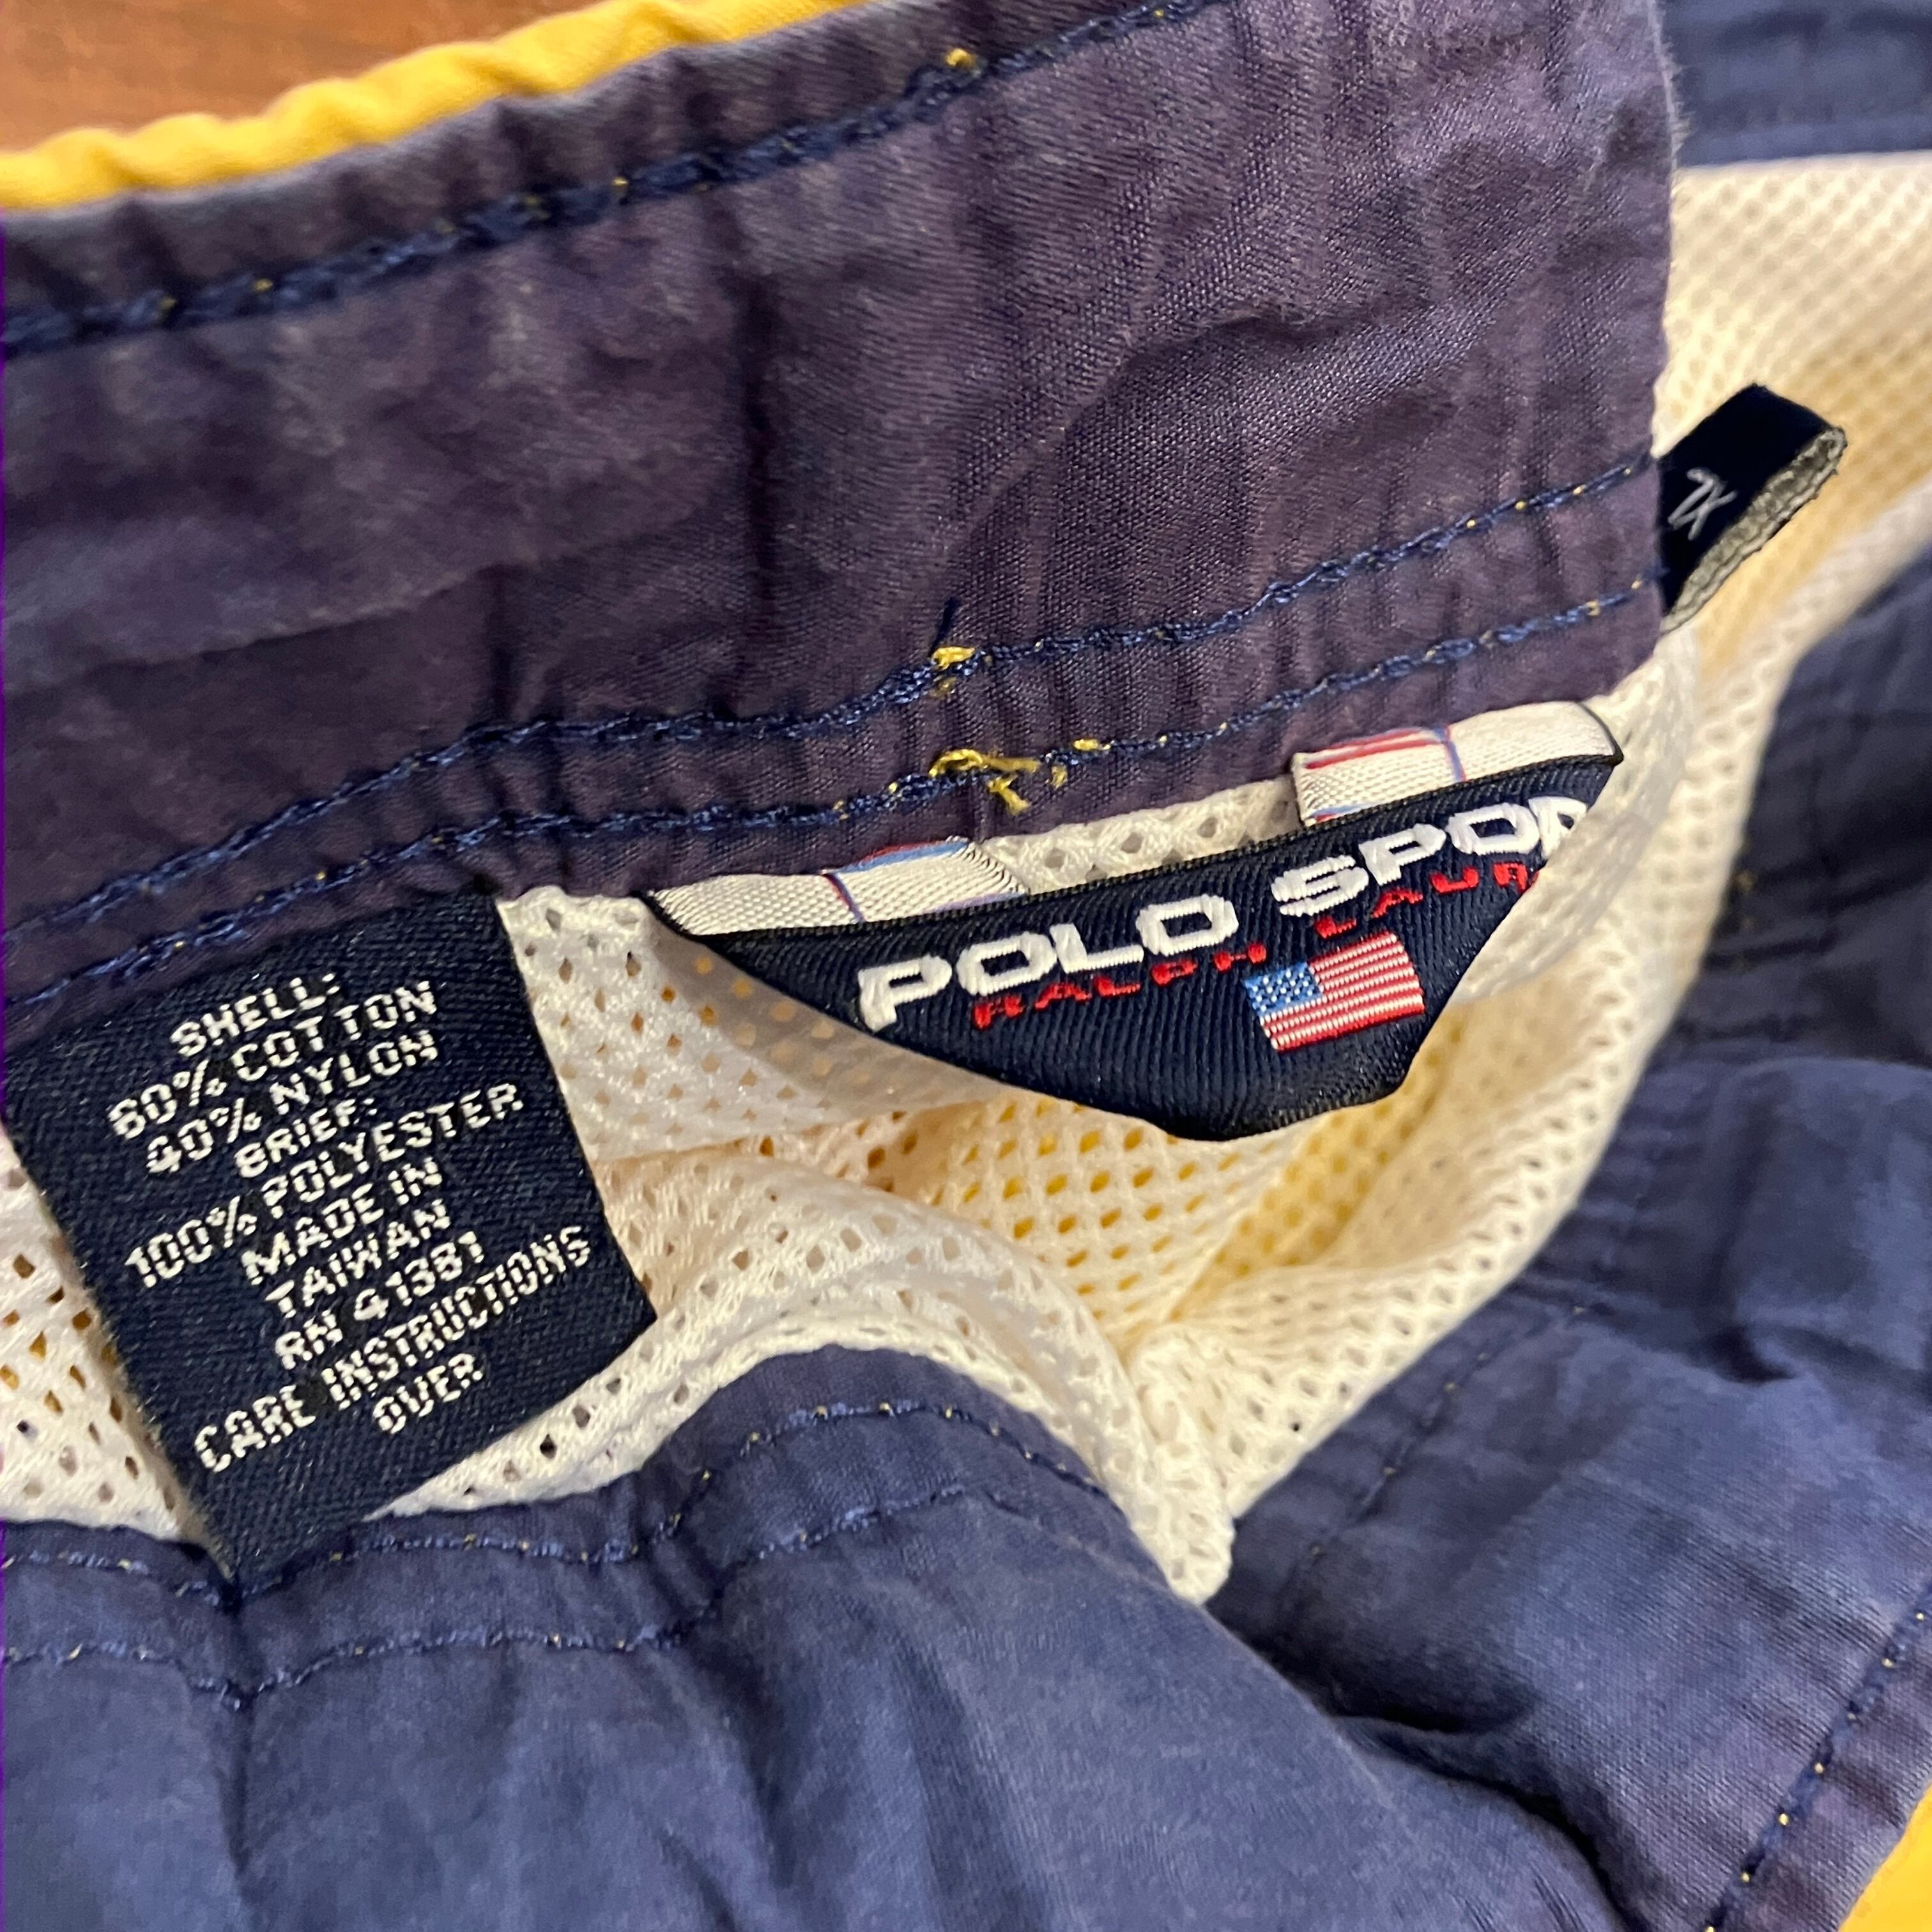 SHELL:
60% COTTON
40% NYLON
BRIEF:
100% POLYESTER
MADE IN
TAIWAN
RN 41381
CARE INSTRUCTIONS
OVER
POLO SPOR
RALPH LAUR